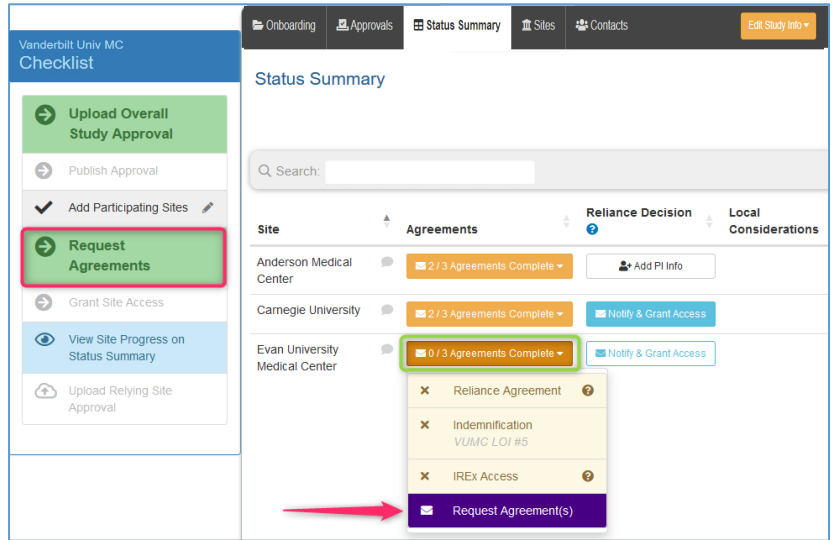 Vanderbilt Univ MC
Checklist
Upload Overall
Study Approval
Publish Approval
Add Participating Sites
Request
Agreements
Grant Site Access
View Site Progress on
Status Summary
Upload Relying Site
Approval
Onboarding Approvals Status Summary Sites Contacts Edit Study Info
Status Summary
Search:
Site Agreements Reliance Decision ? Local
Considerations
Anderson Medical
Center
2 / 3 Agreements Complete
Add PI Info
Carnegie University
2 / 3 Agreements Complete
Notify & Grant Access
Evan University
Medical Center
0 / 3 Agreements Complete
Notify & Grant Access
Reliance Agreement ?
Indemnification
VUMC LOI #5
IREx Access ?
Request Agreement(s)